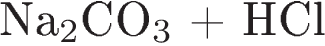 Na₂CO₃ + HCl